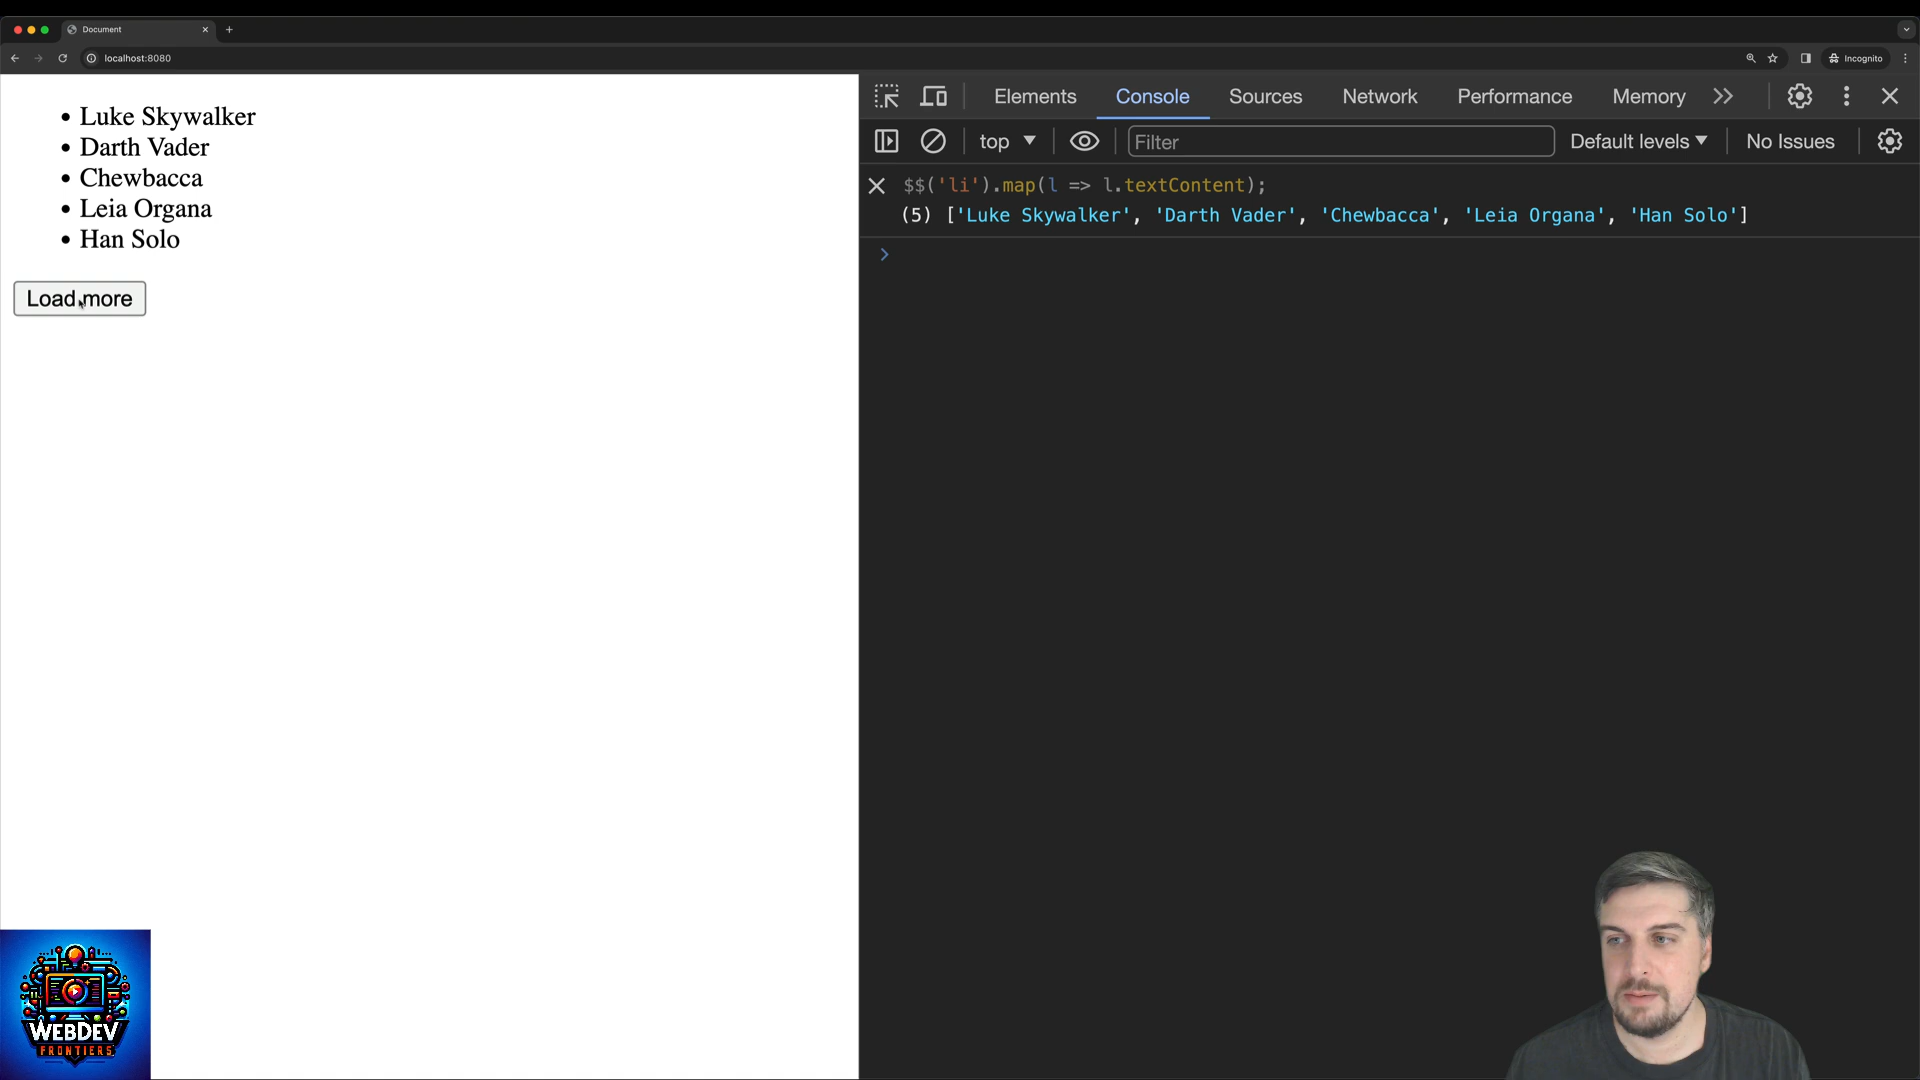 Document
localhost:8080
Incognito
Luke Skywalker
Darth Vader
Chewbacca
Leia Organa
Han Solo
Load more
Elements
Console
Sources
Network
Performance
Memory
top
Filter
Default levels
No Issues
$$('li').map(l => l.textContent);
(5) ['Luke Skywalker', 'Darth Vader', 'Chewbacca', 'Leia Organa', 'Han Solo']
WEBDEV
FRONTIERS